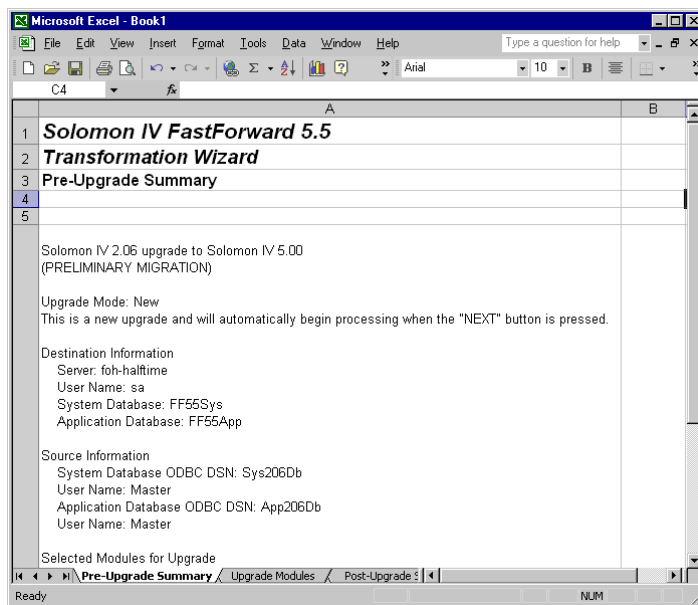 Microsoft Excel - Book1
File Edit View Insert Format Tools Data Window Help Type a question for help
Arial 10 B
C4 fx
A B
1 Solomon IV FastForward 5.5
2 Transformation Wizard
3 Pre-Upgrade Summary
4
5
Solomon IV 2.06 upgrade to Solomon IV 5.00
(PRELIMINARY MIGRATION)
Upgrade Mode: New
This is a new upgrade and will automatically begin processing when the "NEXT" button is pressed.
Destination Information
Server: foh-halftime
User Name: sa
System Database: FF55Sys
Application Database: FF55App
Source Information
System Database ODBC DSN: Sys206Db
User Name: Master
Application Database ODBC DSN: App206Db
User Name: Master
Selected Modules for Upgrade
Pre-Upgrade Summary Upgrade Modules Post-Upgrade S
Ready NUM